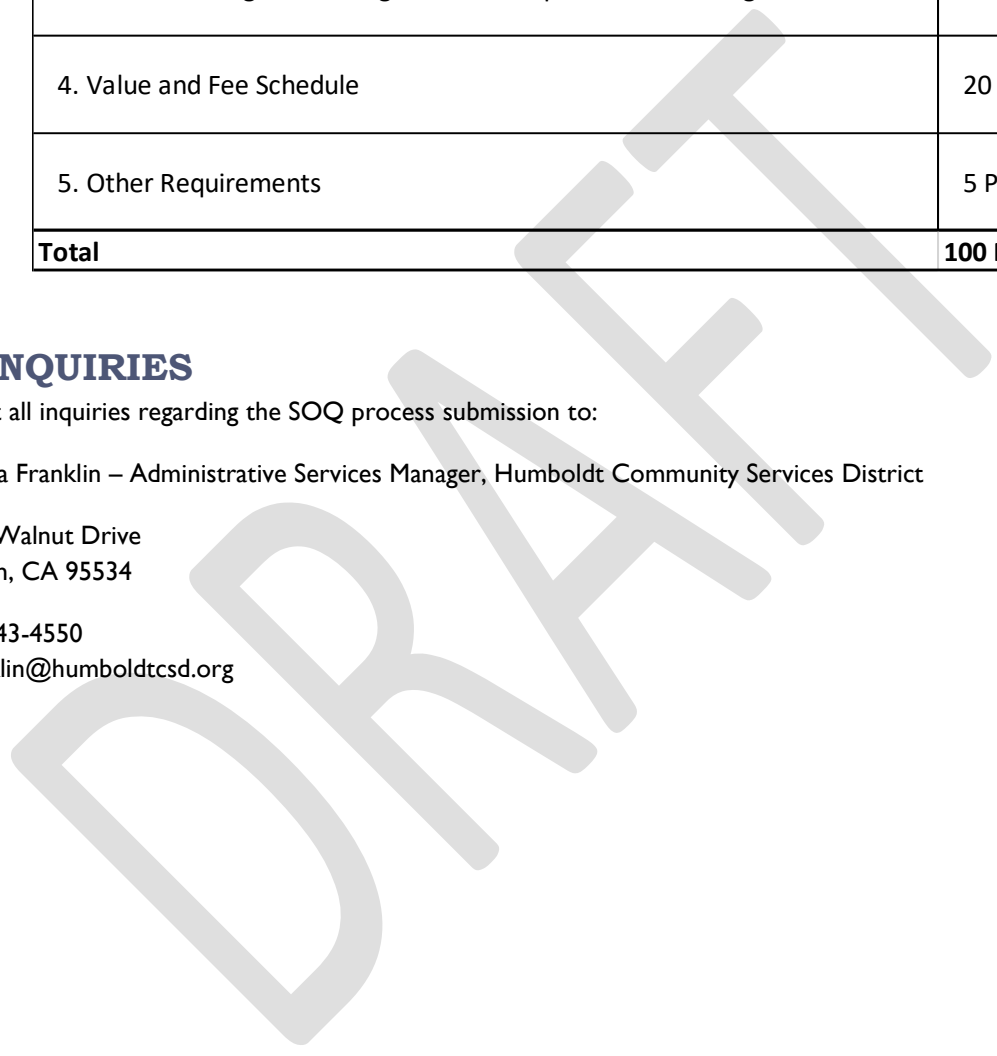 4. Value and Fee Schedule 20
5. Other Requirements 5 P
Total 100
NQUIRIES
all inquiries regarding the SOQ process submission to:
a Franklin – Administrative Services Manager, Humboldt Community Services District
Walnut Drive
n, CA 95534
43-4550
lin@humboldtcsd.org
DRAFT